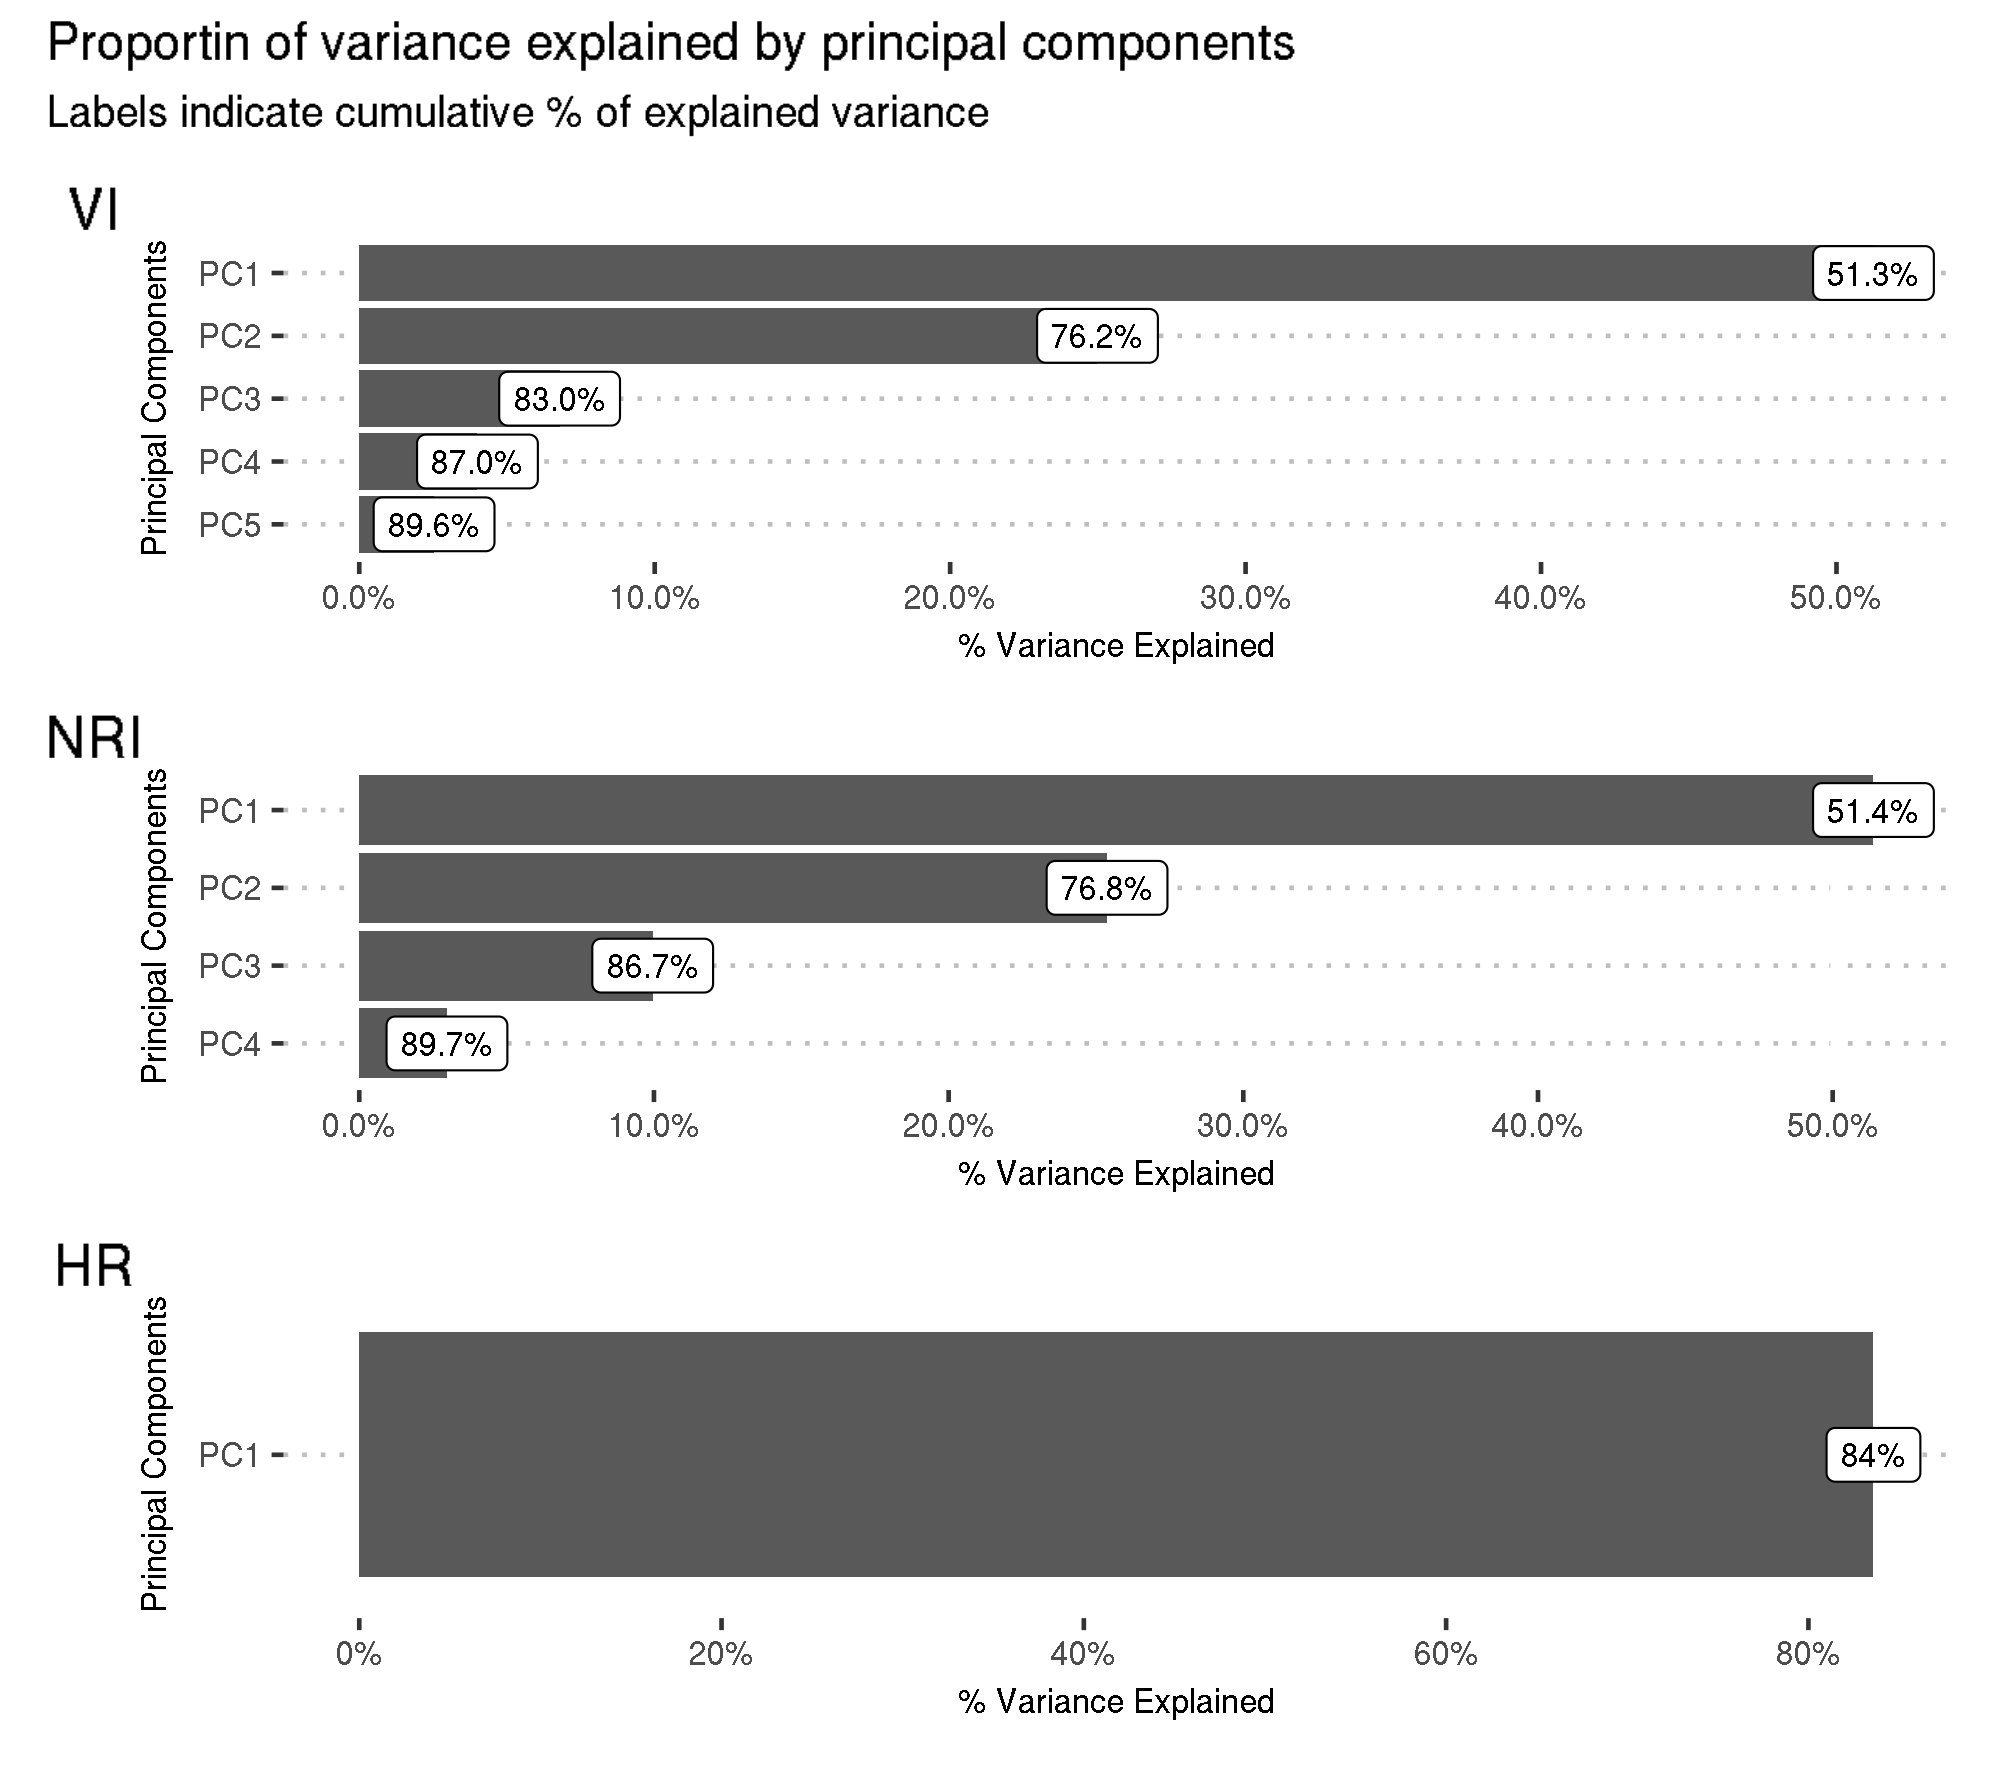 Proportin of variance explained by principal components
Labels indicate cumulative % of explained variance
VI
Principal Components
PC1
51.3%
PC2
76.2%
PC3
83.0%
PC4
87.0%
PC5
89.6%
0.0% 10.0% 20.0% 30.0% 40.0% 50.0%
% Variance Explained
NRI
Principal Components
PC1
51.4%
PC2
76.8%
PC3
86.7%
PC4
89.7%
0.0% 10.0% 20.0% 30.0% 40.0% 50.0%
% Variance Explained
HR
Principal Components
PC1
84%
0% 20% 40% 60% 80%
% Variance Explained